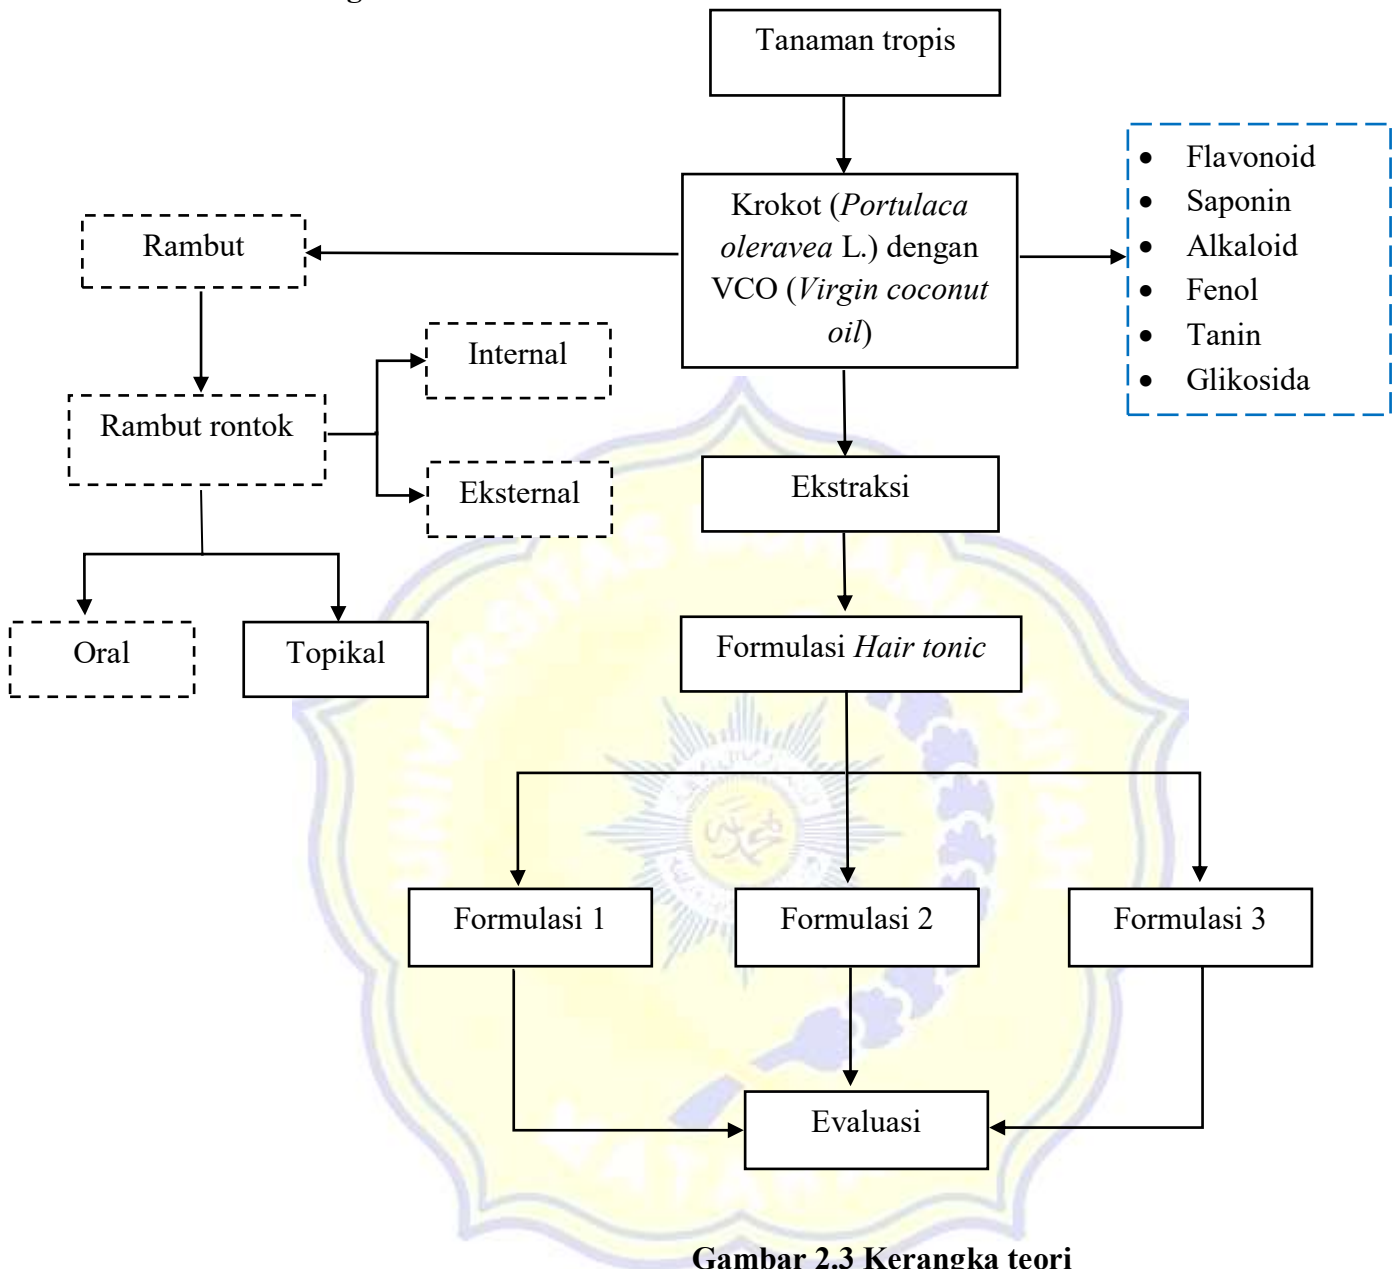 Tanaman tropis
Flavonoid
Saponin
Alkaloid
Fenol
Tanin
Glikosida
Krokot (Portulaca
oleravea L.) dengan
VCO (Virgin coconut
oil)
Rambut
Internal
Rambut rontok
Eksternal
Ekstraksi
Oral
Topikal
Formulasi Hair tonic
Formulasi 1
Formulasi 2
Formulasi 3
Evaluasi
Gambar 2.3 Kerangka teori